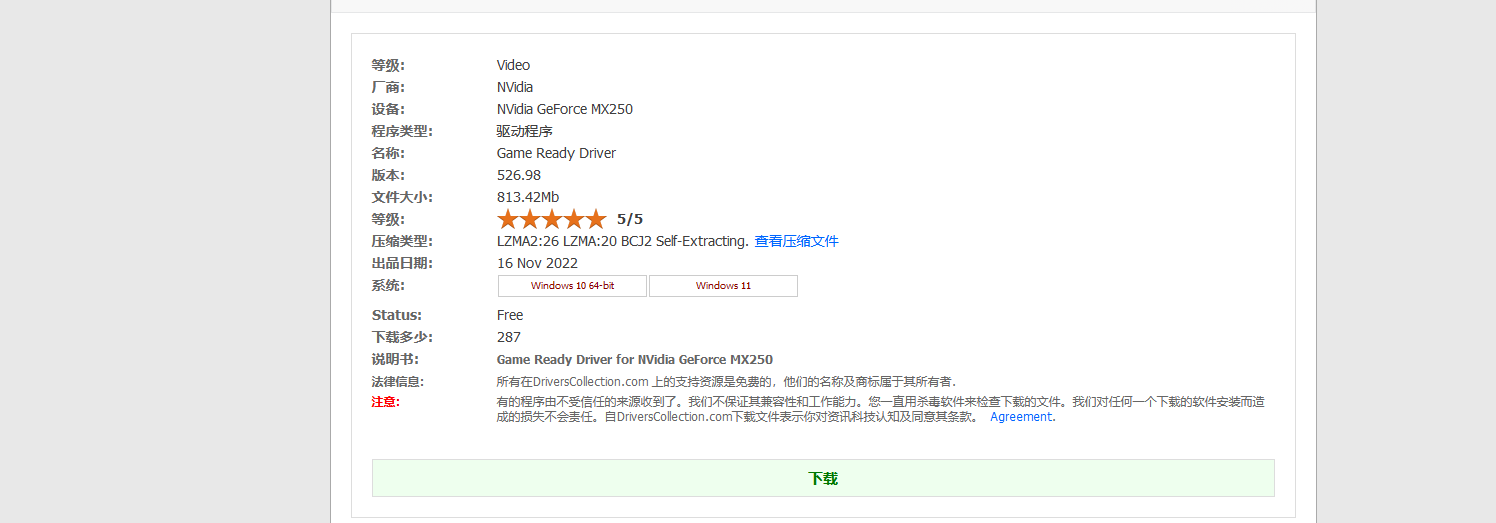 等级: Video
厂商: NVidia
设备: NVidia GeForce MX250
程序类型: 驱动程序
名称: Game Ready Driver
版本: 526.98
文件大小: 813.42Mb
等级: 5/5
压缩类型: LZMA2:26 LZMA:20 BCJ2 Self-Extracting. 查看压缩文件
出品日期: 16 Nov 2022
系统: Windows 10 64-bit Windows 11
Status: Free
下载多少: 287
说明书: Game Ready Driver for NVidia GeForce MX250
法律信息: 所有在DriversCollection.com 上的支持资源是免费的，他们的名称及商标属于其所有者.
注意: 有的程序由不受信任的来源收到了。我们不保证其兼容性和工作能力。您一直用杀毒软件来检查下载的文件。我们对任何一个下载的软件安装而造
成的损失不会责任。自DriversCollection.com下载文件表示你对资讯科技认知及同意其条款。 Agreement.
下载